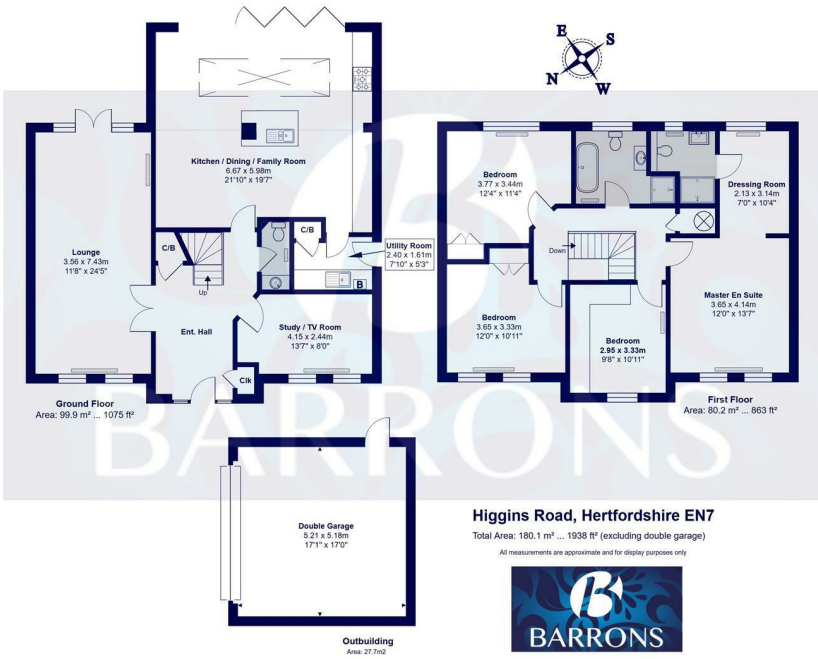 E
S
N
W
Kitchen / Dining / Family Room
6.67 x 5.98m
21'10" x 19'7"
Lounge
3.56 x 7.43m
11'8" x 24'5"
C/B
Up
C/B
Utility Room
2.40 x 1.61m
7'10" x 5'3"
B
Ent. Hall
Study / TV Room
4.15 x 2.44m
13'7" x 8'0"
Clk
Ground Floor
Area: 99.9 m² ... 1075 ft²
Bedroom
3.77 x 3.44m
12'4" x 11'4"
Dressing Room
2.13 x 3.14m
7'0" x 10'4"
Down
Master En Suite
3.65 x 4.14m
12'0" x 13'7"
Bedroom
3.65 x 3.33m
12'0" x 10'11"
Bedroom
2.95 x 3.33m
9'8" x 10'11"
First Floor
Area: 80.2 m² ... 863 ft²
B
BARRONS
Double Garage
5.21 x 5.18m
17'1" x 17'0"
Outbuilding
Area: 27.7m2
Higgins Road, Hertfordshire EN7
Total Area: 180.1 m² ... 1938 ft² (excluding double garage)
All measurements are approximate and for display purposes only
B
BARRONS